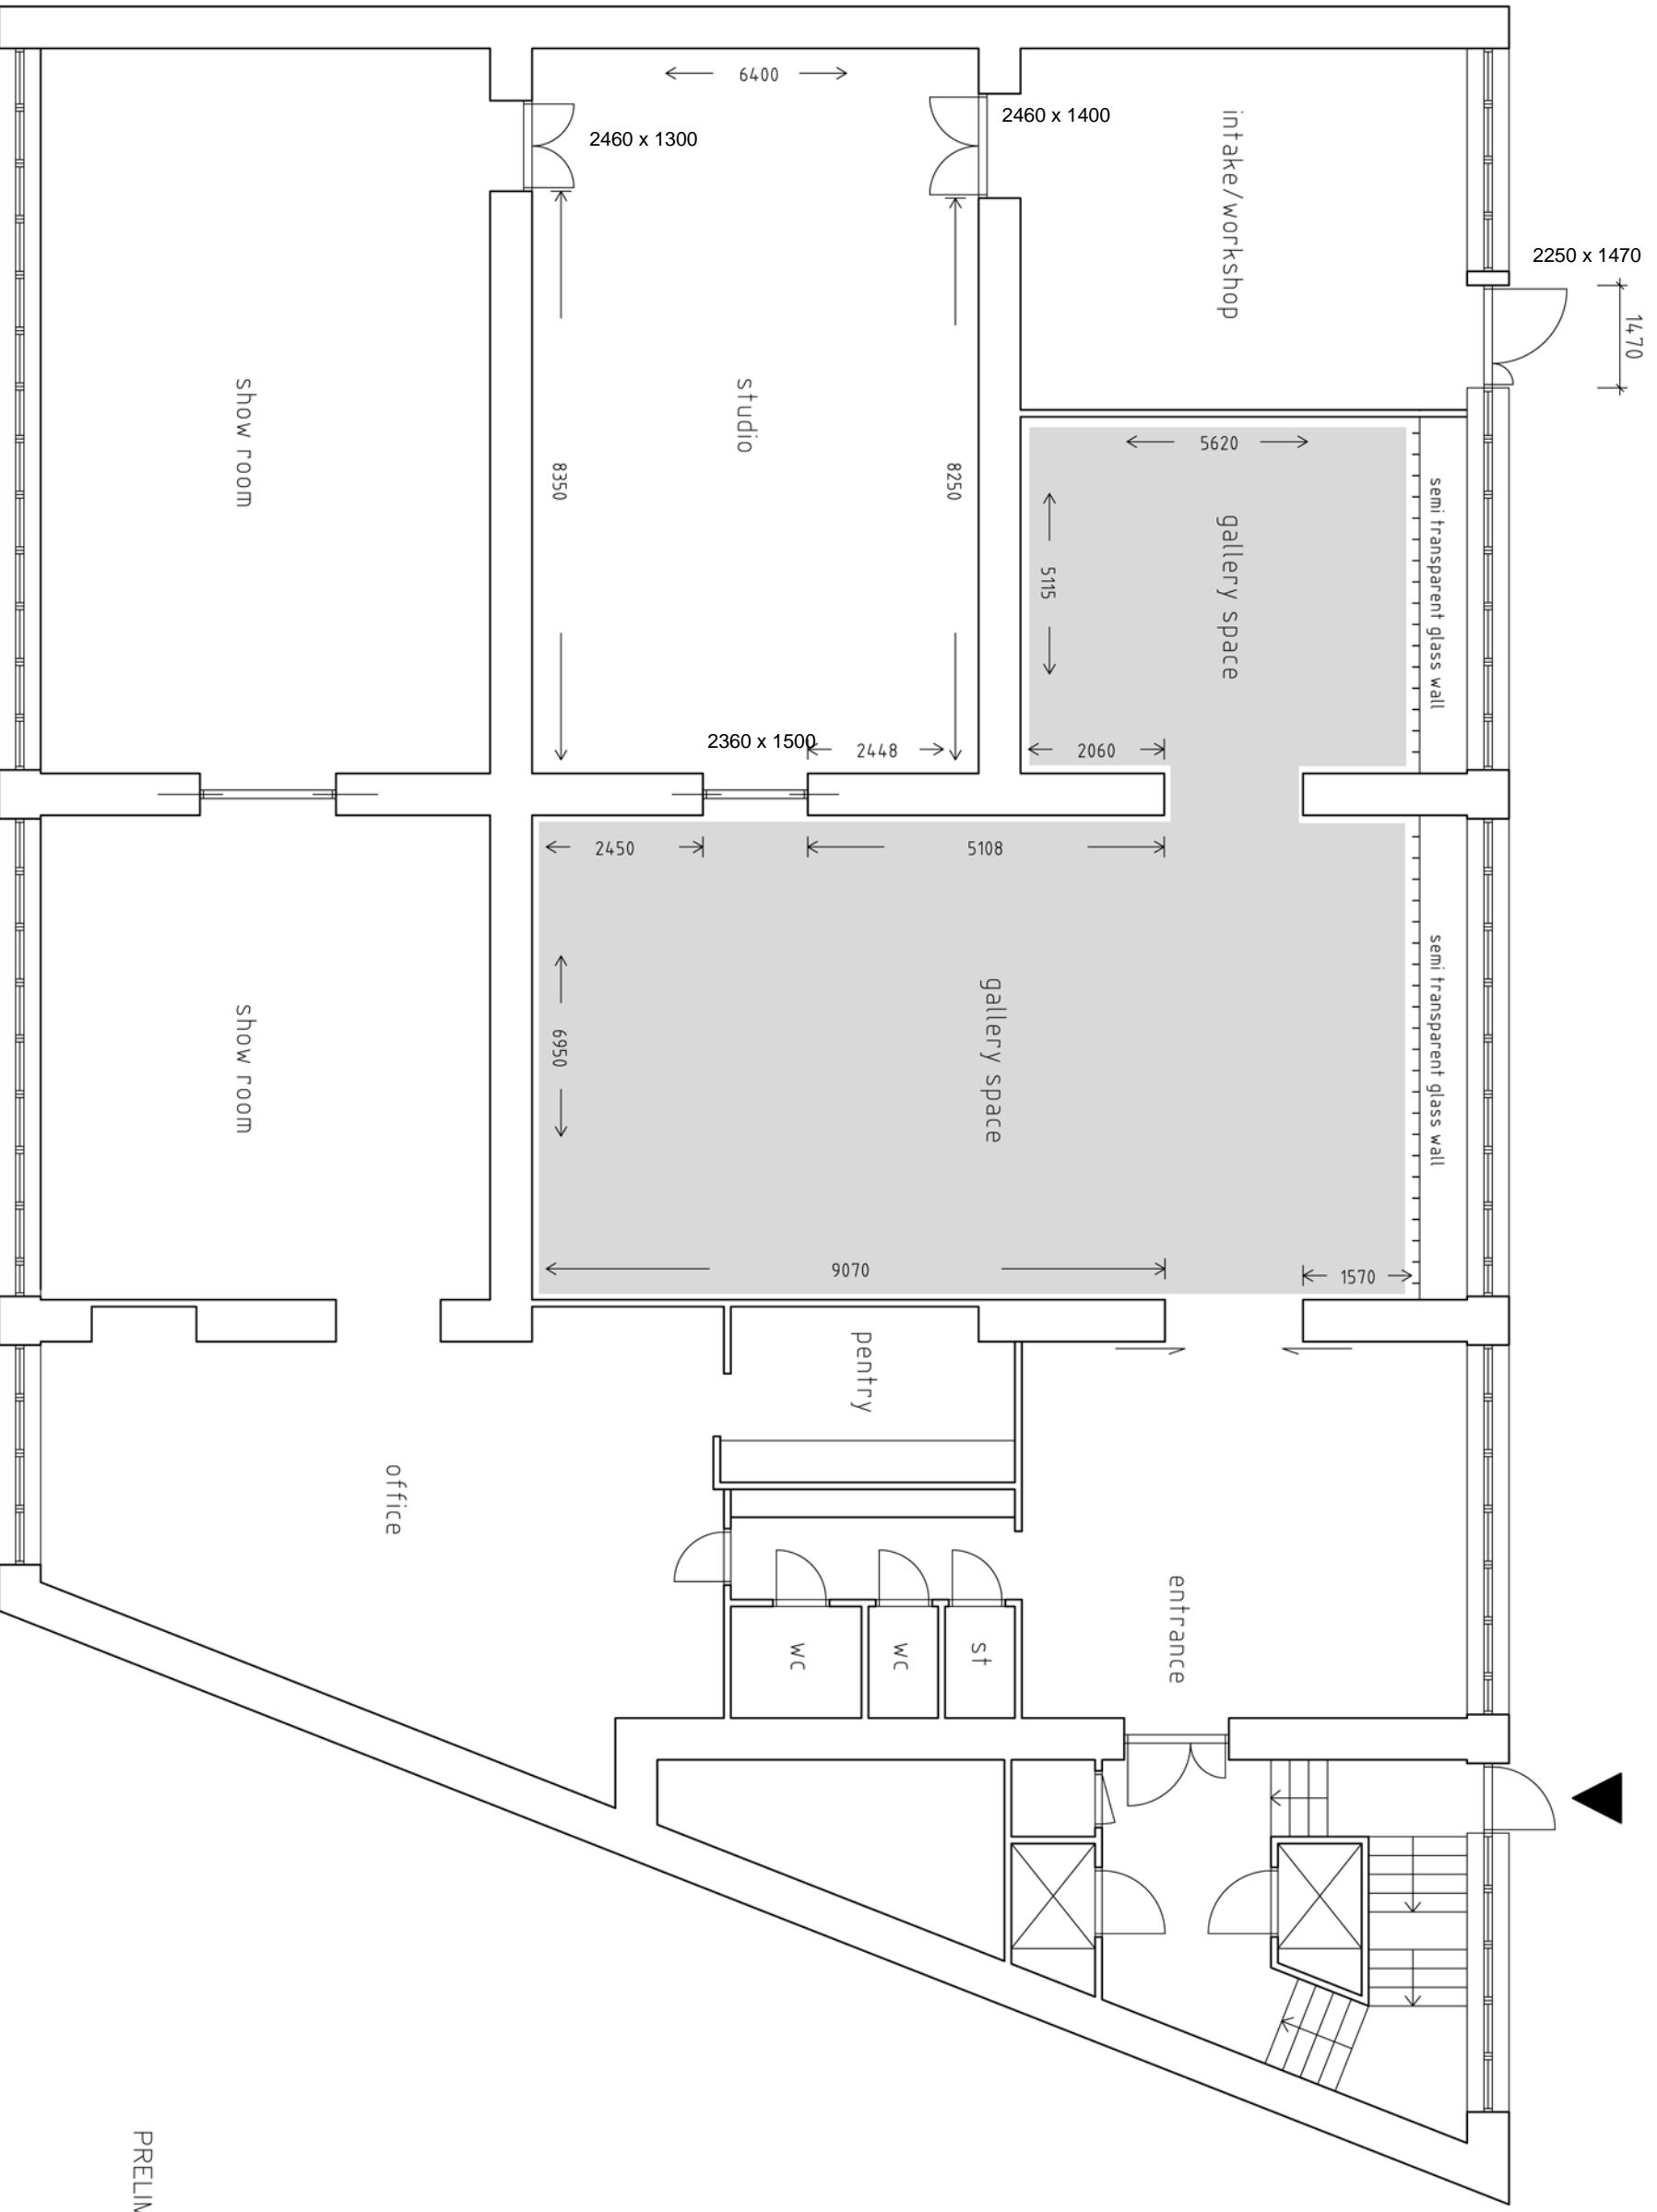 6400
2460 x 1300
2460 x 1400
intake/workshop
2250 x 1470
1470
show room
studio
8350
8250
5620
5115
gallery space
semi transparent glass wall
2360 x 1500
2448
2060
2450
5108
show room
6950
gallery space
semi transparent glass wall
9070
1570
pentry
office
entrance
wc
wc
st